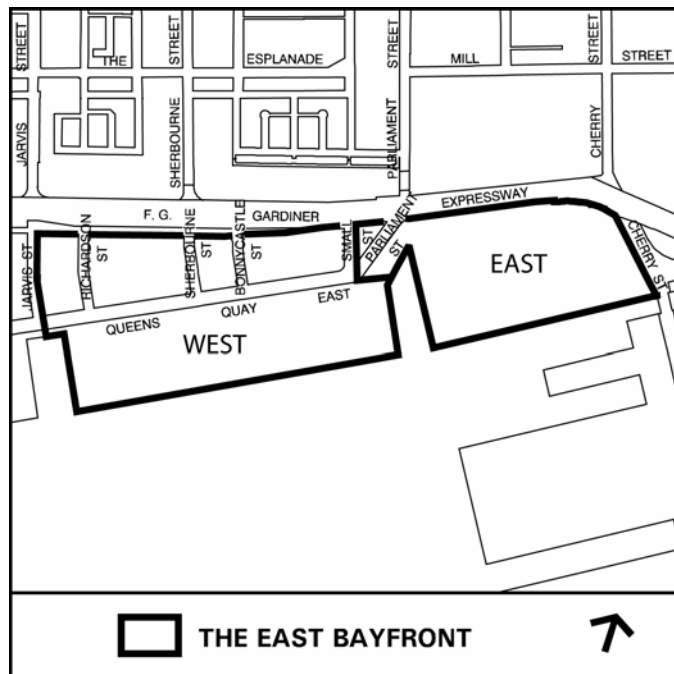 STREET
STREET
STREET
STREET
THE
ESPLANADE
MILL
STREET
JARVIS
SHERBOURNE
PARLIAMENT
CHERRY
F. G.
GARDINER
EXPRESSWAY
JARVIS ST
RICHARDSON
ST
SHERBOURNE
ST
BONNYCASTLE
ST
SMALL
ST
PARLIAMENT
ST
CHERRY ST
EAST
QUEENS
QUAY
EAST
WEST
THE EAST BAYFRONT